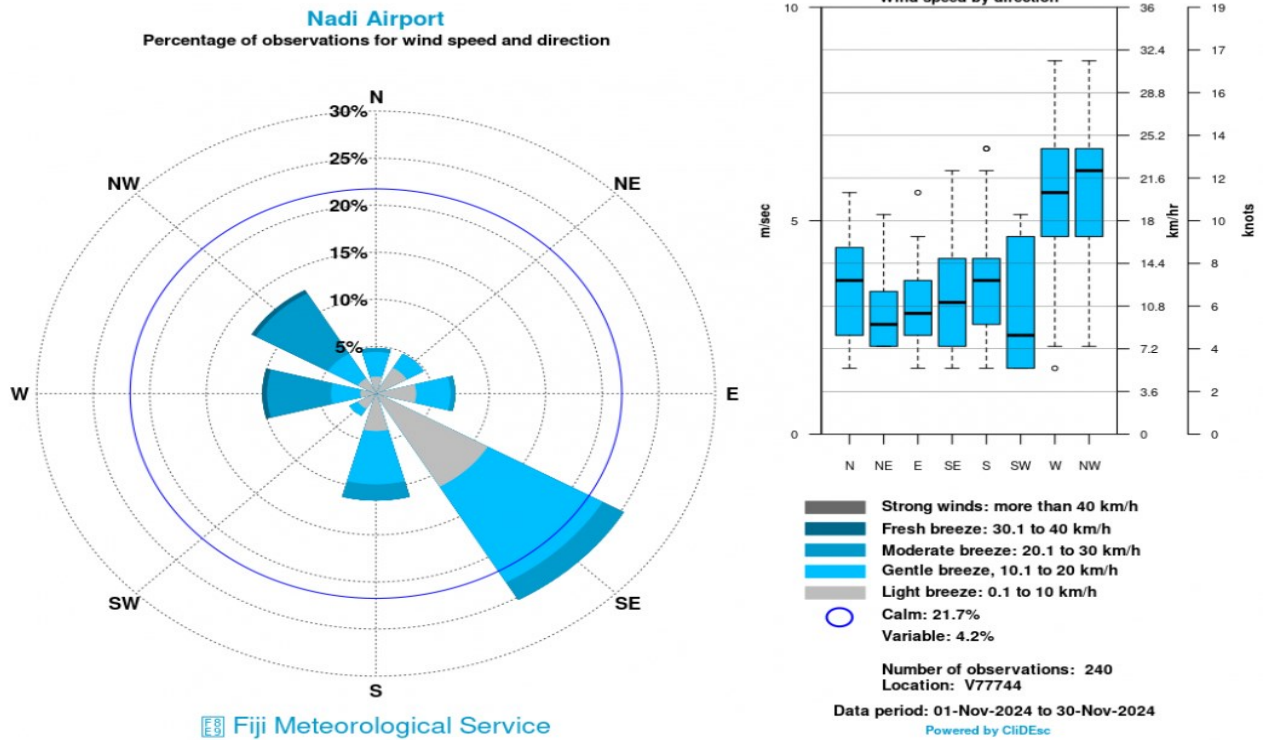 Nadi Airport
Percentage of observations for wind speed and direction
N
30%
25%
20%
15%
10%
5%
NW
NE
W
E
SW
SE
S
Fiji Meteorological Service
Wind speed by direction
10
5
0
m/sec
36
32.4
28.8
25.2
21.6
18
14.4
10.8
7.2
3.6
0
km/hr
19
17
16
14
12
10
8
6
4
2
0
knots
N NE E SE S SW W NW
Strong winds: more than 40 km/h
Fresh breeze: 30.1 to 40 km/h
Moderate breeze: 20.1 to 30 km/h
Gentle breeze, 10.1 to 20 km/h
Light breeze: 0.1 to 10 km/h
Calm: 21.7%
Variable: 4.2%
Number of observations: 240
Location: V77744
Data period: 01-Nov-2024 to 30-Nov-2024
Powered by CliDEsc